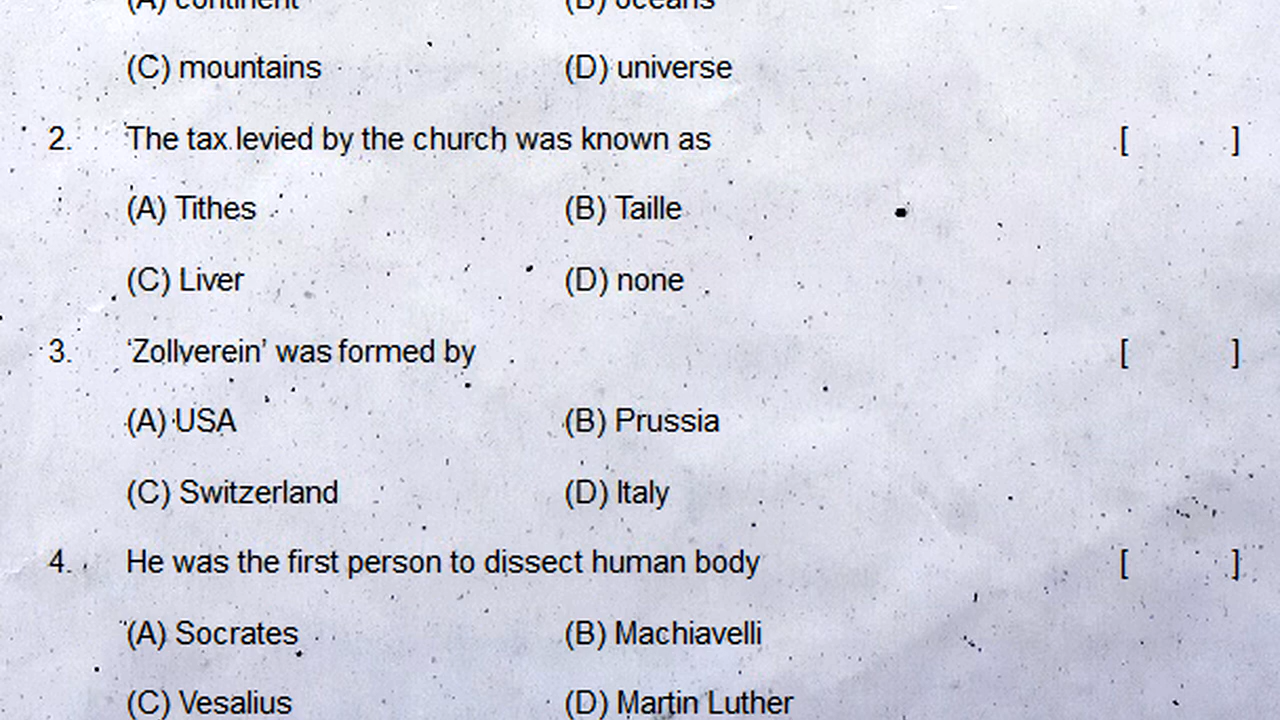 (A) continent (B) oceans
(C) mountains (D) universe
2. The tax levied by the church was known as [ ]
(A) Tithes (B) Taille
(C) Liver (D) none
3. ‘Zollverein’ was formed by [ ]
(A) USA (B) Prussia
(C) Switzerland (D) Italy
4. He was the first person to dissect human body [ ]
(A) Socrates (B) Machiavelli
(C) Vesalius (D) Martin Luther